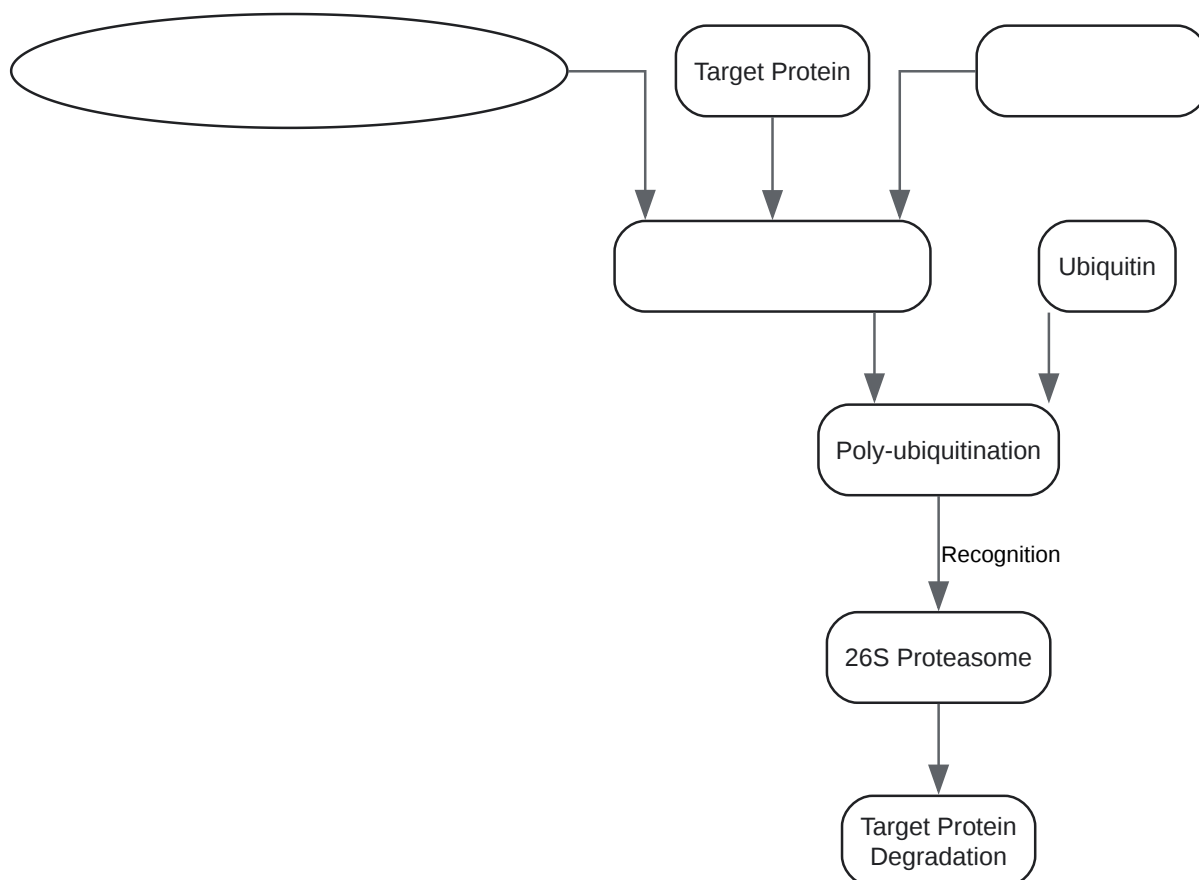 Target Protein
Ubiquitin
Poly-ubiquitination
Recognition
26S Proteasome
Target Protein
Degradation